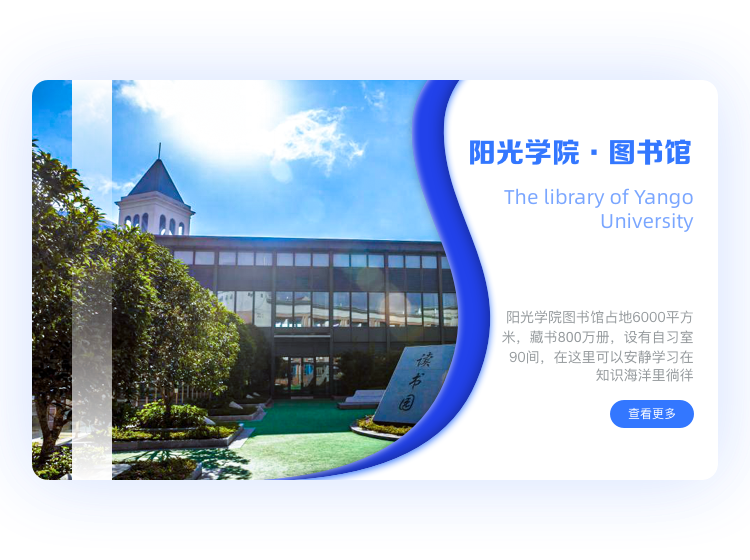 阳光学院·图书馆
The library of Yango
University
阳光学院图书馆占地6000平方
米，藏书800万册，设有自习室
90间，在这里可以安静学习在
知识海洋里徜徉
查看更多
读
书
园